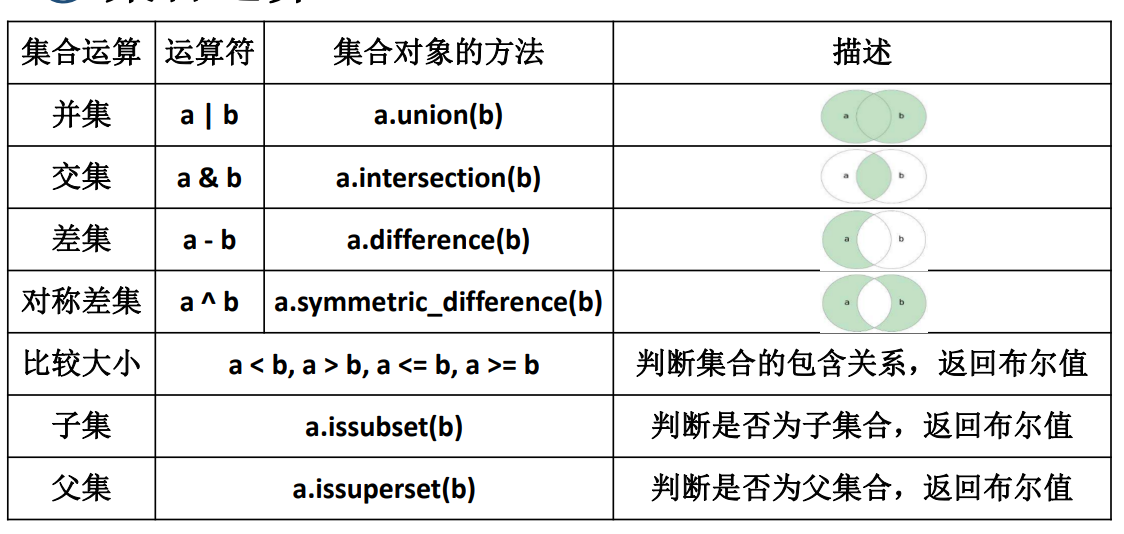 集合运算 运算符 集合对象的方法 描述
并集 a | b a.union(b) a b
交集 a & b a.intersection(b) a b
差集 a - b a.difference(b) a b
对称差集 a ^ b a.symmetric_difference(b) a b
比较大小 a < b, a > b, a <= b, a >= b 判断集合的包含关系，返回布尔值
子集 a.issubset(b) 判断是否为子集合，返回布尔值
父集 a.issuperset(b) 判断是否为父集合，返回布尔值